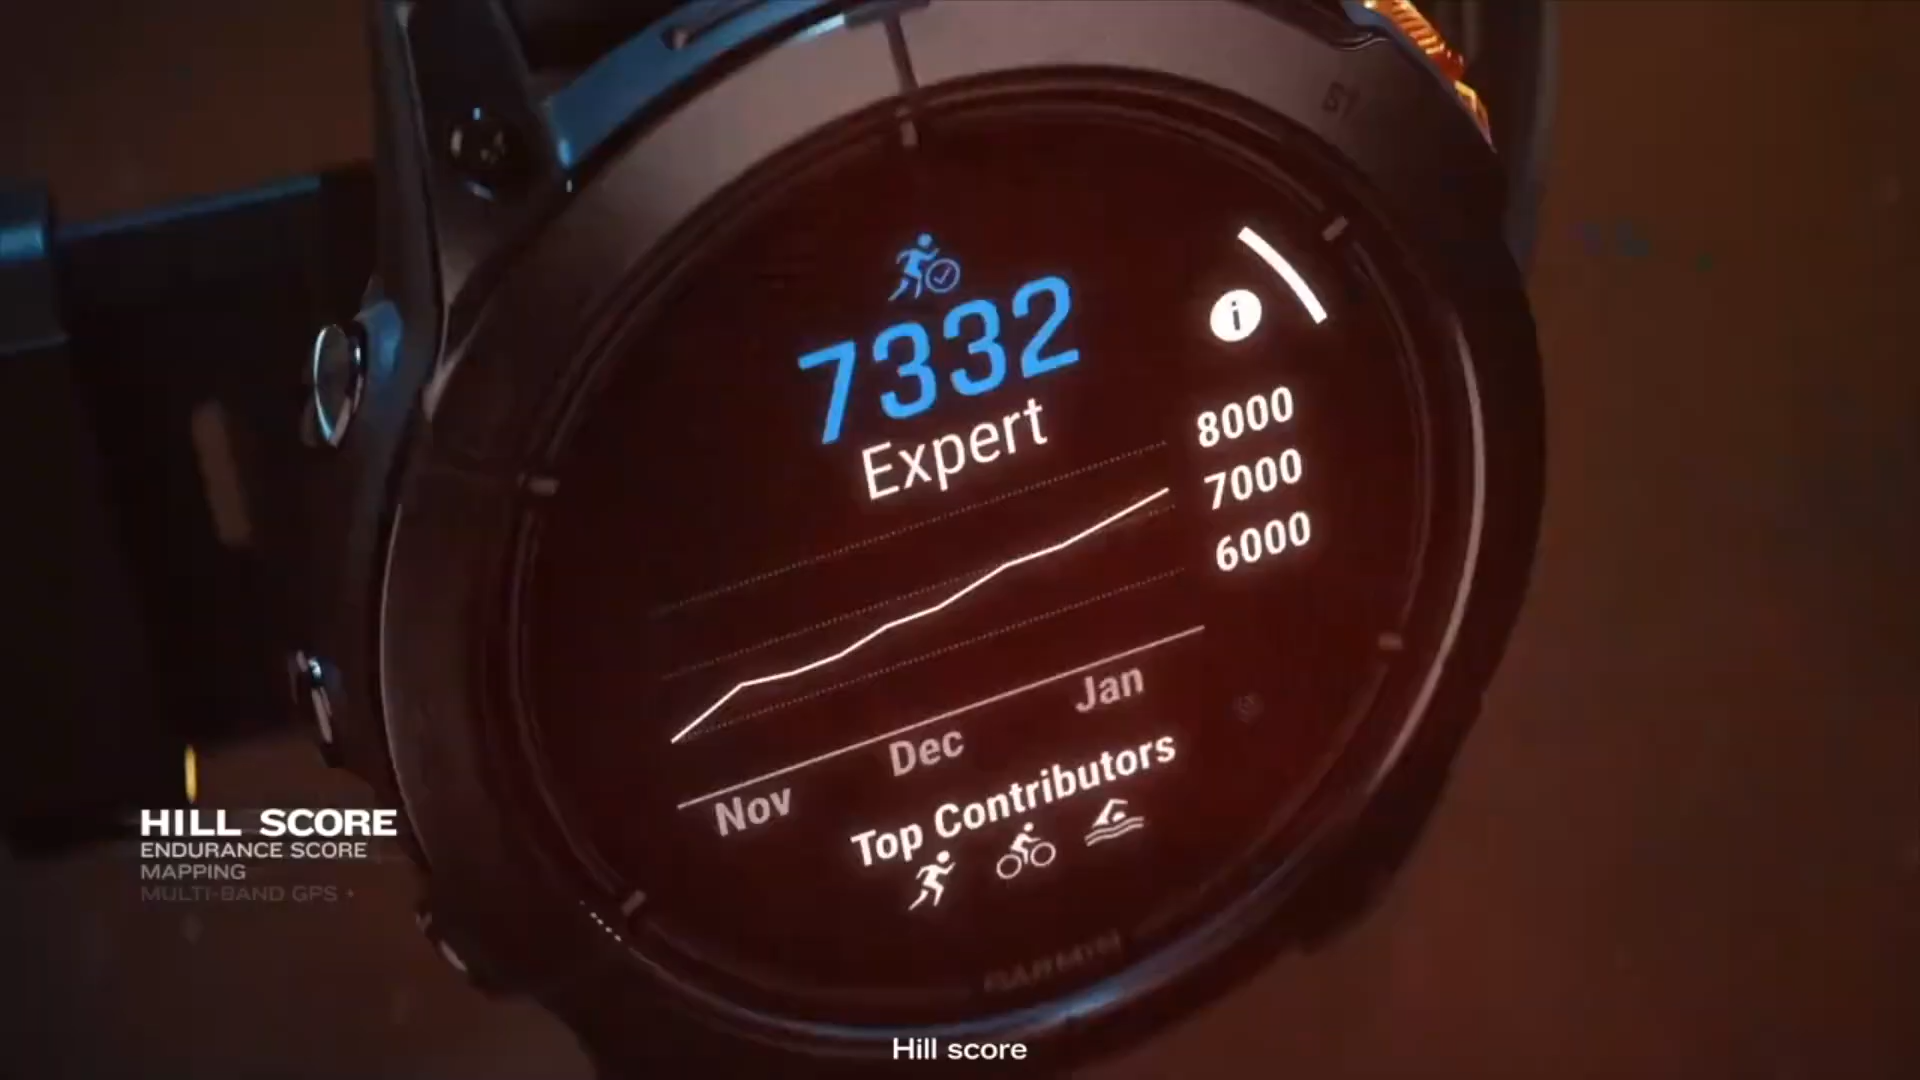 7332
Expert
8000
7000
6000
Nov
Dec
Jan
Top Contributors
GARMIN
HILL SCORE
ENDURANCE SCORE
MAPPING
MULTI-BAND GPS +
Hill score